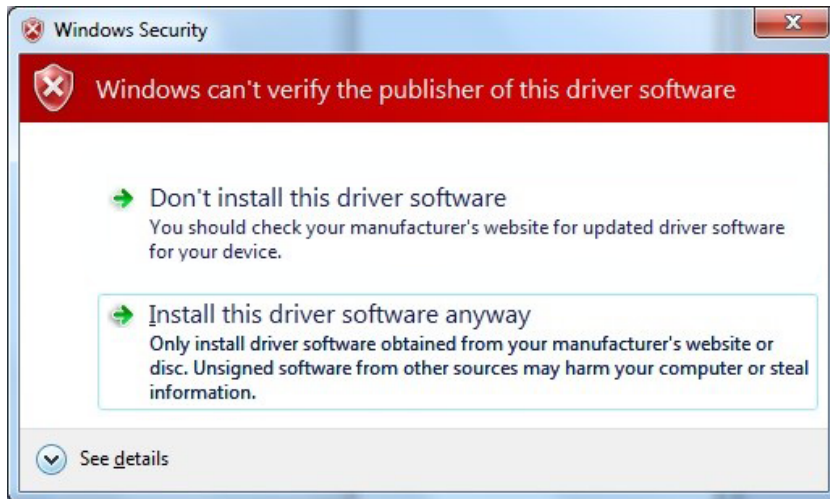 Windows Security
Windows can't verify the publisher of this driver software
Don't install this driver software
You should check your manufacturer's website for updated driver software
for your device.
Install this driver software anyway
Only install driver software obtained from your manufacturer's website or
disc. Unsigned software from other sources may harm your computer or steal
information.
See details